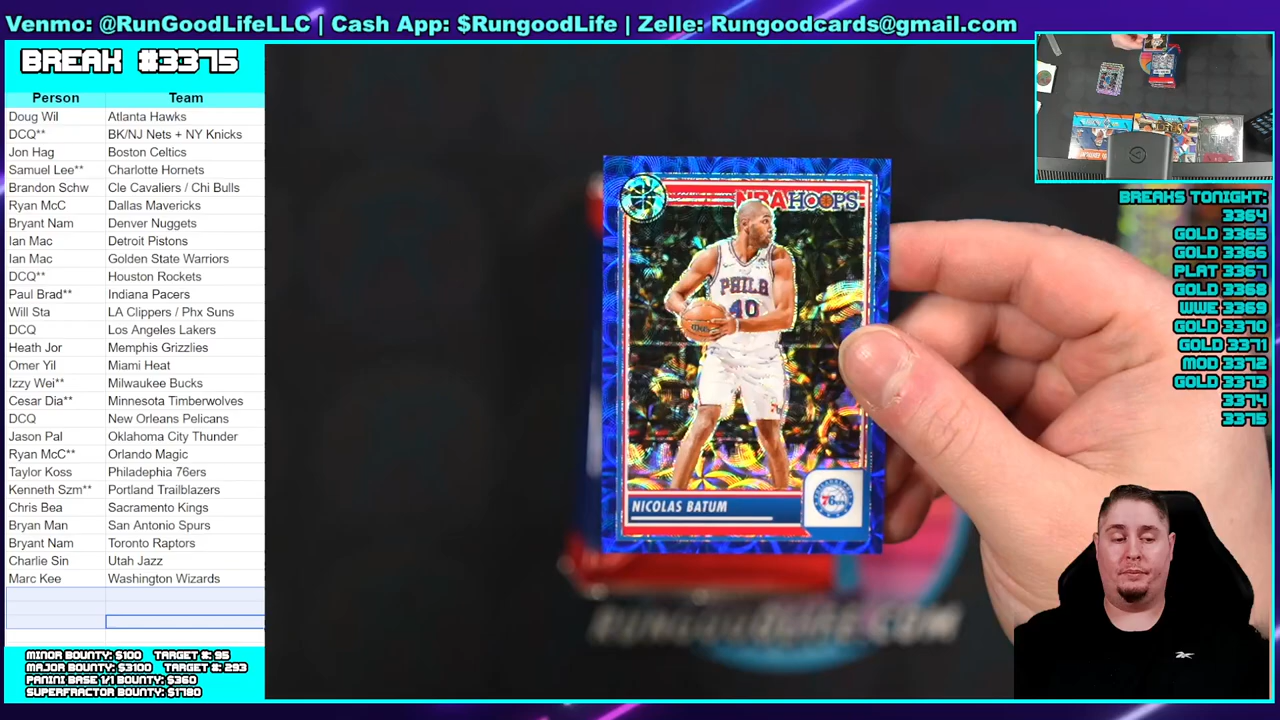 Venmo: @RunGoodLifeLLC | Cash App: $RungoodLife | Zelle: Rungoodcards@gmail.com
BREAK #3375
Person Team
Doug Wil Atlanta Hawks
DCQ** BK/NJ Nets + NY Knicks
Jon Hag Boston Celtics
Samuel Lee** Charlotte Hornets
Brandon Schw Cle Cavaliers / Chi Bulls
Ryan McC Dallas Mavericks
Bryant Nam Denver Nuggets
Ian Mac Detroit Pistons
Ian Mac Golden State Warriors
DCQ** Houston Rockets
Paul Brad** Indiana Pacers
Will Sta LA Clippers / Phx Suns
DCQ Los Angeles Lakers
Heath Jor Memphis Grizzlies
Omer Yil Miami Heat
Izzy Wei** Milwaukee Bucks
Cesar Dia** Minnesota Timberwolves
DCQ New Orleans Pelicans
Jason Pal Oklahoma City Thunder
Ryan McC** Orlando Magic
Taylor Koss Philadephia 76ers
Kenneth Szm** Portland Trailblazers
Chris Bea Sacramento Kings
Bryan Man San Antonio Spurs
Bryant Nam Toronto Raptors
Charlie Sin Utah Jazz
Marc Kee Washington Wizards
MINOR BOUNTY: $100 TARGET #: 95
MAJOR BOUNTY: $3100 TARGET #: 293
PANINI BASE 1/1 BOUNTY: $360
SUPERFRACTOR BOUNTY: $1780
NBA HOOPS
PHILA
40
NICOLAS BATUM
76ers
BREAKS TONIGHT:
3364
GOLD 3365
GOLD 3366
PLAT 3367
GOLD 3368
WWE 3369
GOLD 3370
GOLD 3371
MOD 3372
GOLD 3373
3374
3375